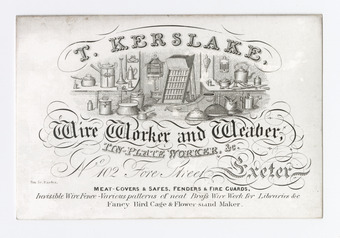 T. KERSLAKE,
Wire Worker and Weaver,
TIN-PLATE WORKER, &c.
No. 102 Fore Street Exeter
MEAT-COVERS & SAFES, FENDERS & FIRE GUARDS,
Invisible Wire Fence - Various patterns of neat Brass Wire Work for Libraries &c
Fancy Bird Cage & Flower stand Maker.